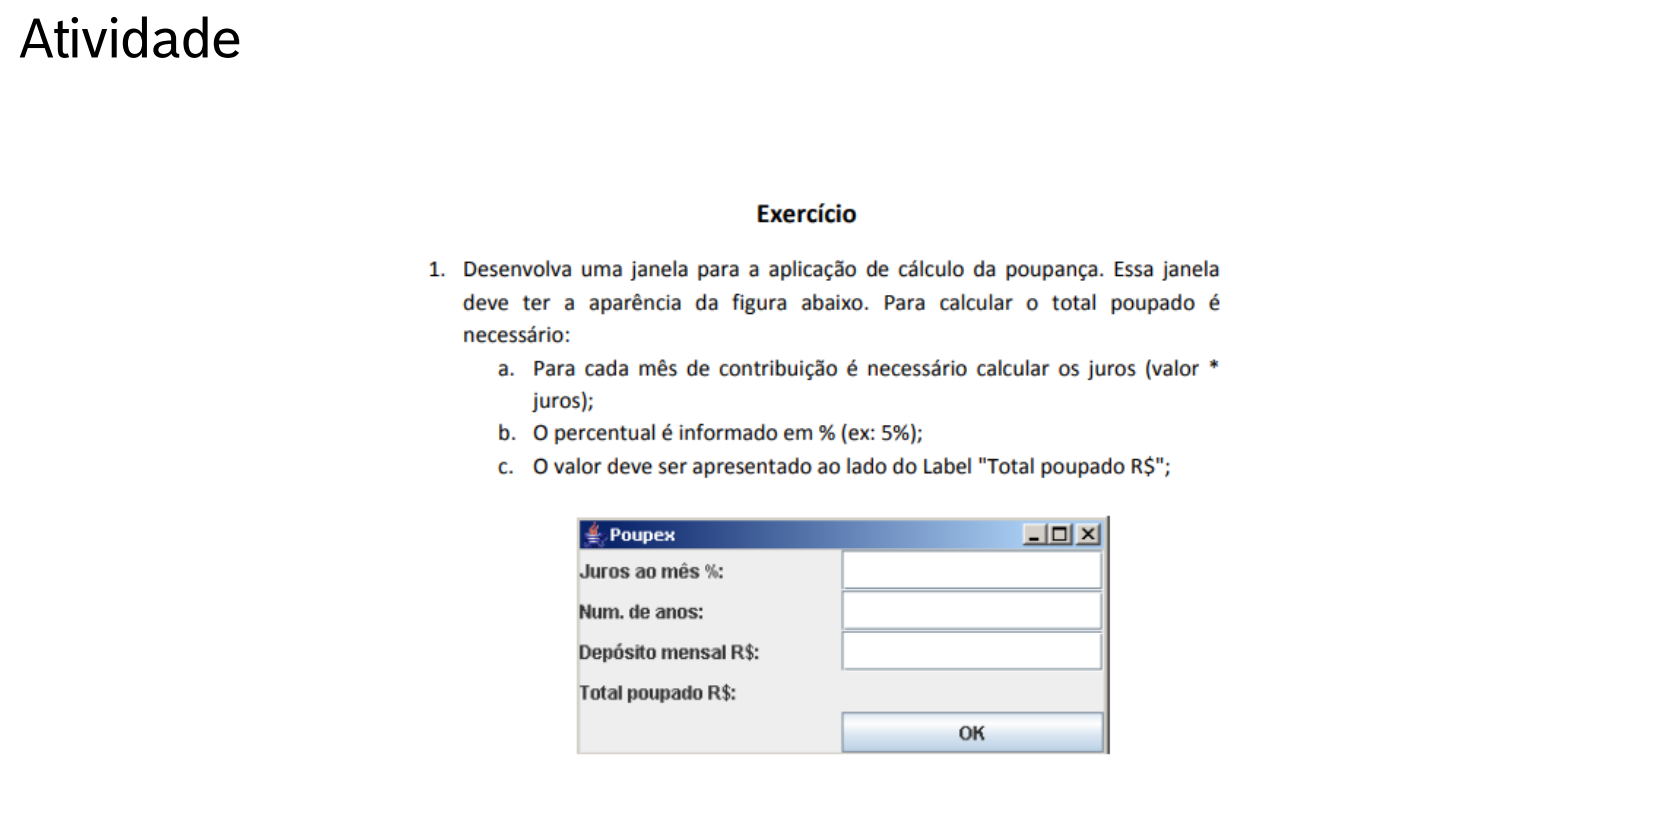 Atividade
Exercício
1. Desenvolva uma janela para a aplicação de cálculo da poupança. Essa janela
deve ter a aparência da figura abaixo. Para calcular o total poupado é
necessário:
a. Para cada mês de contribuição é necessário calcular os juros (valor *
juros);
b. O percentual é informado em % (ex: 5%);
c. O valor deve ser apresentado ao lado do Label "Total poupado R$";
Poupex
Juros ao mês %:
Num. de anos:
Depósito mensal R$:
Total poupado R$:
OK